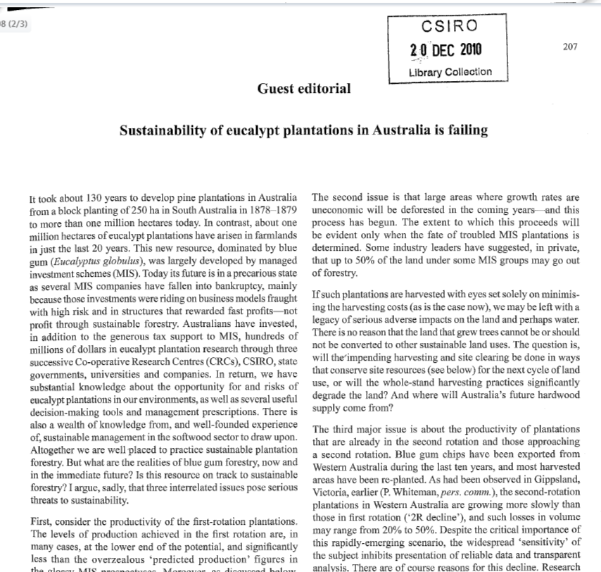 8 (2/3)
CSIRO
20 DEC 2010
Library Collection
207
Guest editorial
Sustainability of eucalypt plantations in Australia is failing
It took about 130 years to develop pine plantations in Australia
from a block planting of 250 ha in South Australia in 1878–1879
to more than one million hectares today. In contrast, about one
million hectares of eucalypt plantations have arisen in farmlands
in just the last 20 years. This new resource, dominated by blue
gum (Eucalyptus globulus), was largely developed by managed
investment schemes (MIS). Today its future is in a precarious state
as several MIS companies have fallen into bankruptcy, mainly
because those investments were riding on business models fraught
with high risk and in structures that rewarded fast profits—not
profit through sustainable forestry. Australians have invested,
in addition to the generous tax support to MIS, hundreds of
millions of dollars in eucalypt plantation research through three
successive Co-operative Research Centres (CRCs), CSIRO, state
governments, universities and companies. In return, we have
substantial knowledge about the opportunity for and risks of
eucalypt plantations in our environments, as well as several useful
decision-making tools and management prescriptions. There is
also a wealth of knowledge from, and well-founded experience
of, sustainable management in the softwood sector to draw upon.
Altogether we are well placed to practice sustainable plantation
forestry. But what are the realities of blue gum forestry, now and
in the immediate future? Is this resource on track to sustainable
forestry? I argue, sadly, that three interrelated issues pose serious
threats to sustainability.
First, consider the productivity of the first-rotation plantations.
The levels of production achieved in the first rotation are, in
many cases, at the lower end of the potential, and significantly
less than the overzealous ‘predicted production’ figures in
the glossy MIS prospectuses. Moreover, as discussed below,
The second issue is that large areas where growth rates are
uneconomic will be deforested in the coming years—and this
process has begun. The extent to which this proceeds will
be evident only when the fate of troubled MIS plantations is
determined. Some industry leaders have suggested, in private,
that up to 50% of the land under some MIS groups may go out
of forestry.
If such plantations are harvested with eyes set solely on minimis-
ing the harvesting costs (as is the case now), we may be left with a
legacy of serious adverse impacts on the land and perhaps water.
There is no reason that the land that grew trees cannot be or should
not be converted to other sustainable land uses. The question is,
will the impending harvesting and site clearing be done in ways
that conserve site resources (see below) for the next cycle of land
use, or will the whole-stand harvesting practices significantly
degrade the land? And where will Australia's future hardwood
supply come from?
The third major issue is about the productivity of plantations
that are already in the second rotation and those approaching
a second rotation. Blue gum chips have been exported from
Western Australia during the last ten years, and most harvested
areas have been re-planted. As had been observed in Gippsland,
Victoria, earlier (P. Whiteman, pers. comm.), the second-rotation
plantations in Western Australia are growing more slowly than
those in first rotation (‘2R decline’), and such losses in volume
may range from 20% to 50%. Despite the critical importance of
this rapidly-emerging scenario, the widespread ‘sensitivity’ of
the subject inhibits presentation of reliable data and transparent
analysis. There are of course reasons for this decline. Research